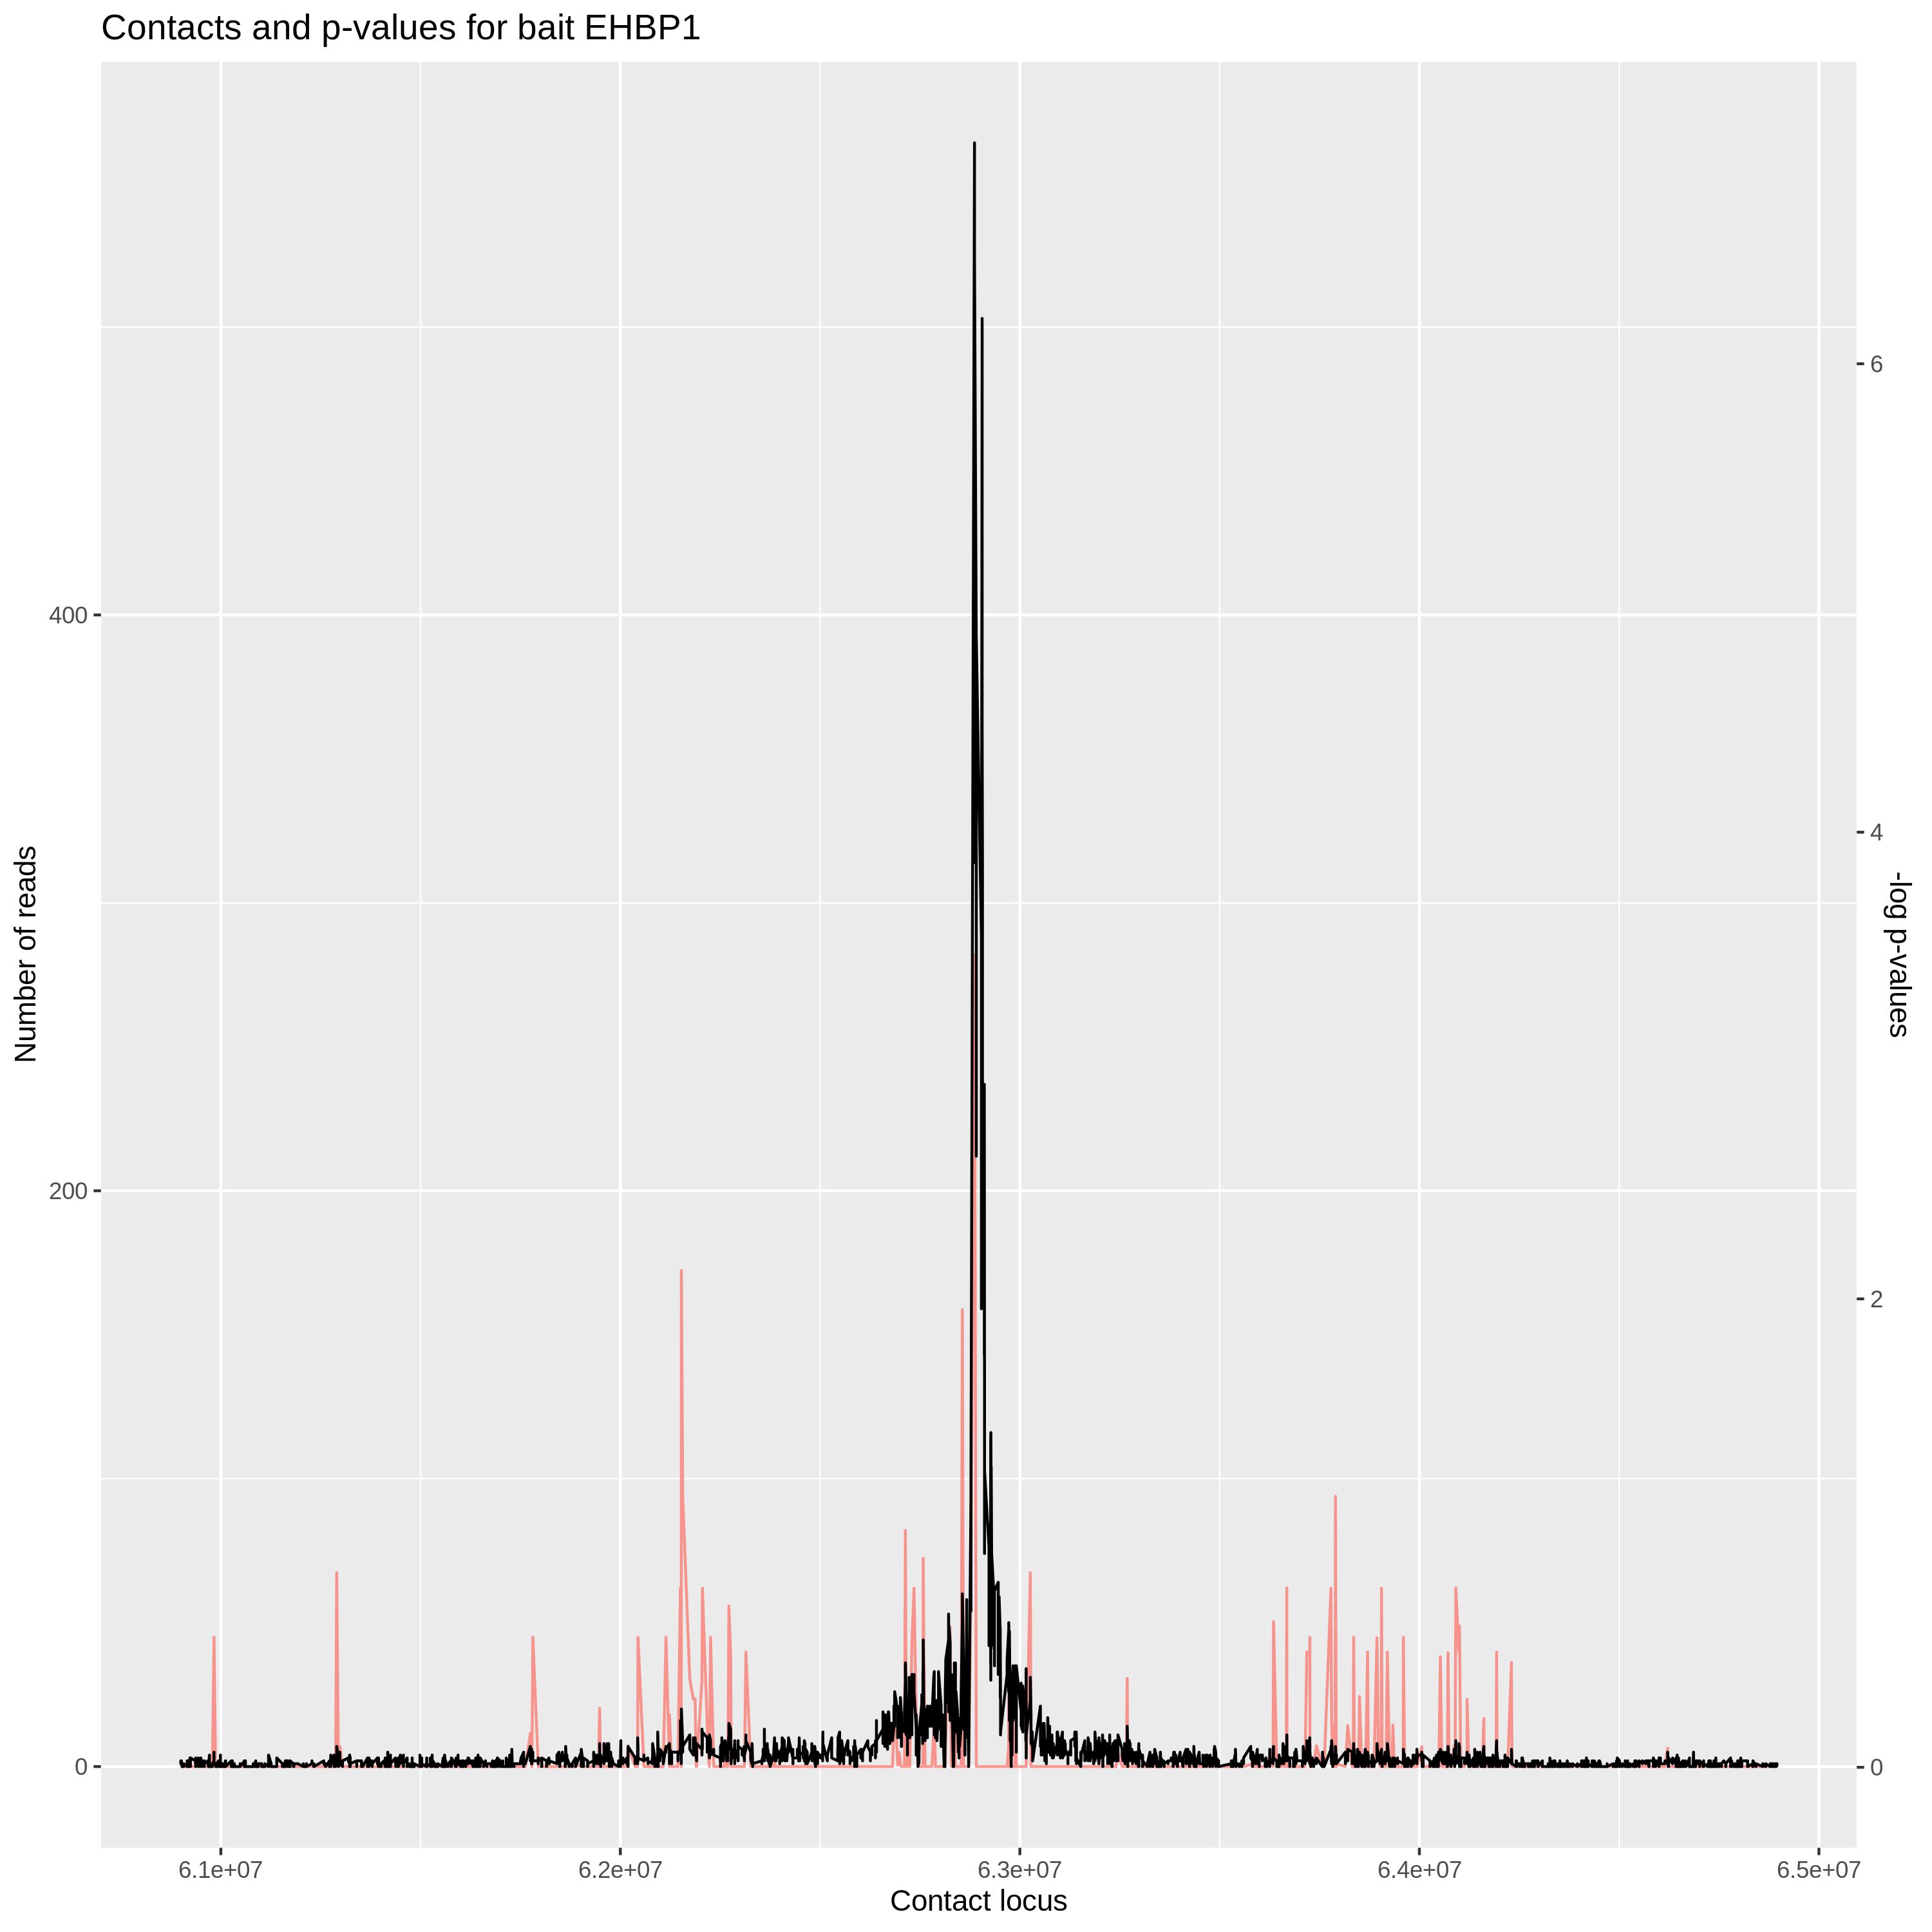 Contacts and p-values for bait EHBP1
Number of reads
400
200
0
6
4
2
0
-log p-values
6.1e+07 6.2e+07 6.3e+07 6.4e+07 6.5e+07
Contact locus